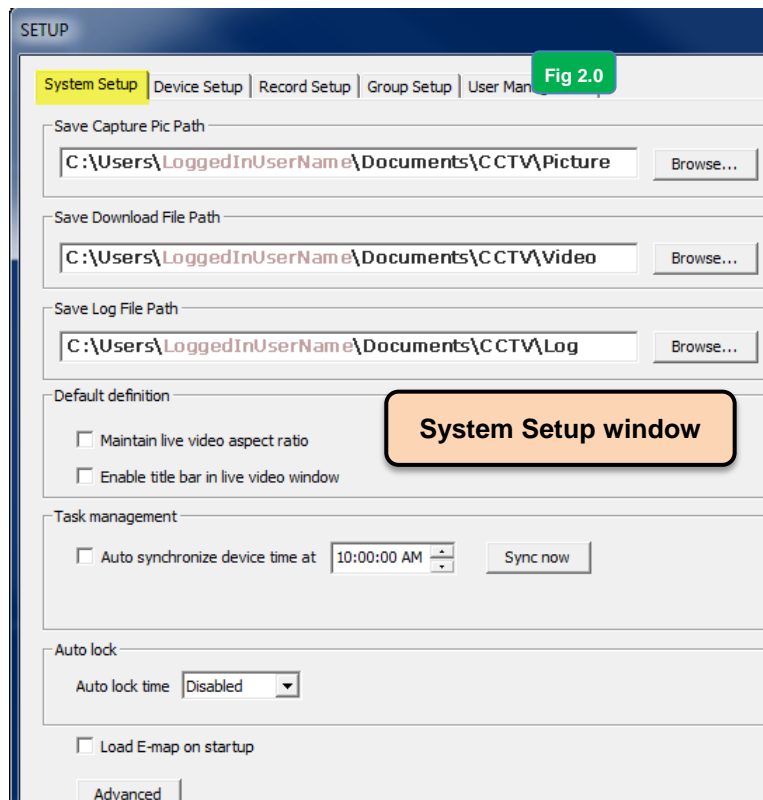 SETUP
Fig 2.0
System Setup Device Setup Record Setup Group Setup User Man
Save Capture Pic Path
C:\Users\LoggedInUserName\Documents\CCTV\Picture Browse...
Save Download File Path
C:\Users\LoggedInUserName\Documents\CCTV\Video Browse...
Save Log File Path
C:\Users\LoggedInUserName\Documents\CCTV\Log Browse...
Default definition
System Setup window
Maintain live video aspect ratio
Enable title bar in live video window
Task management
Auto synchronize device time at 10:00:00 AM Sync now
Auto lock
Auto lock time Disabled
Load E-map on startup
Advanced